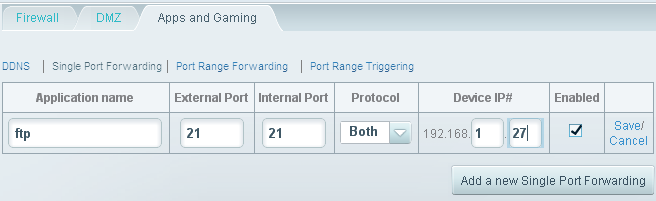 Firewall DMZ Apps and Gaming
DDNS | Single Port Forwarding | Port Range Forwarding | Port Range Triggering
Application name External Port Internal Port Protocol Device IP# Enabled
ftp 21 21 Both 192.168. 1 . 27 Save/
Cancel
Add a new Single Port Forwarding